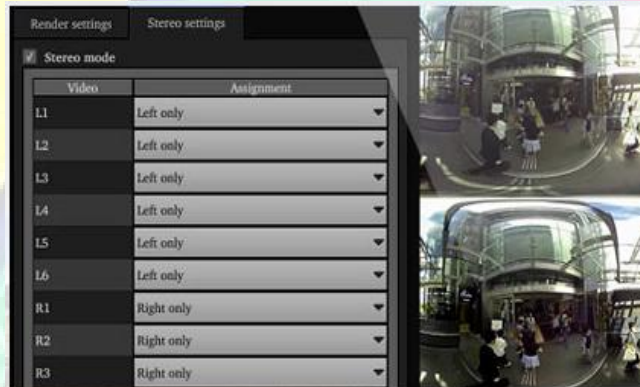 Render settings Stereo settings
Stereo mode
Video Assignment
L1 Left only
L2 Left only
L3 Left only
L4 Left only
L5 Left only
L6 Left only
R1 Right only
R2 Right only
R3 Right only